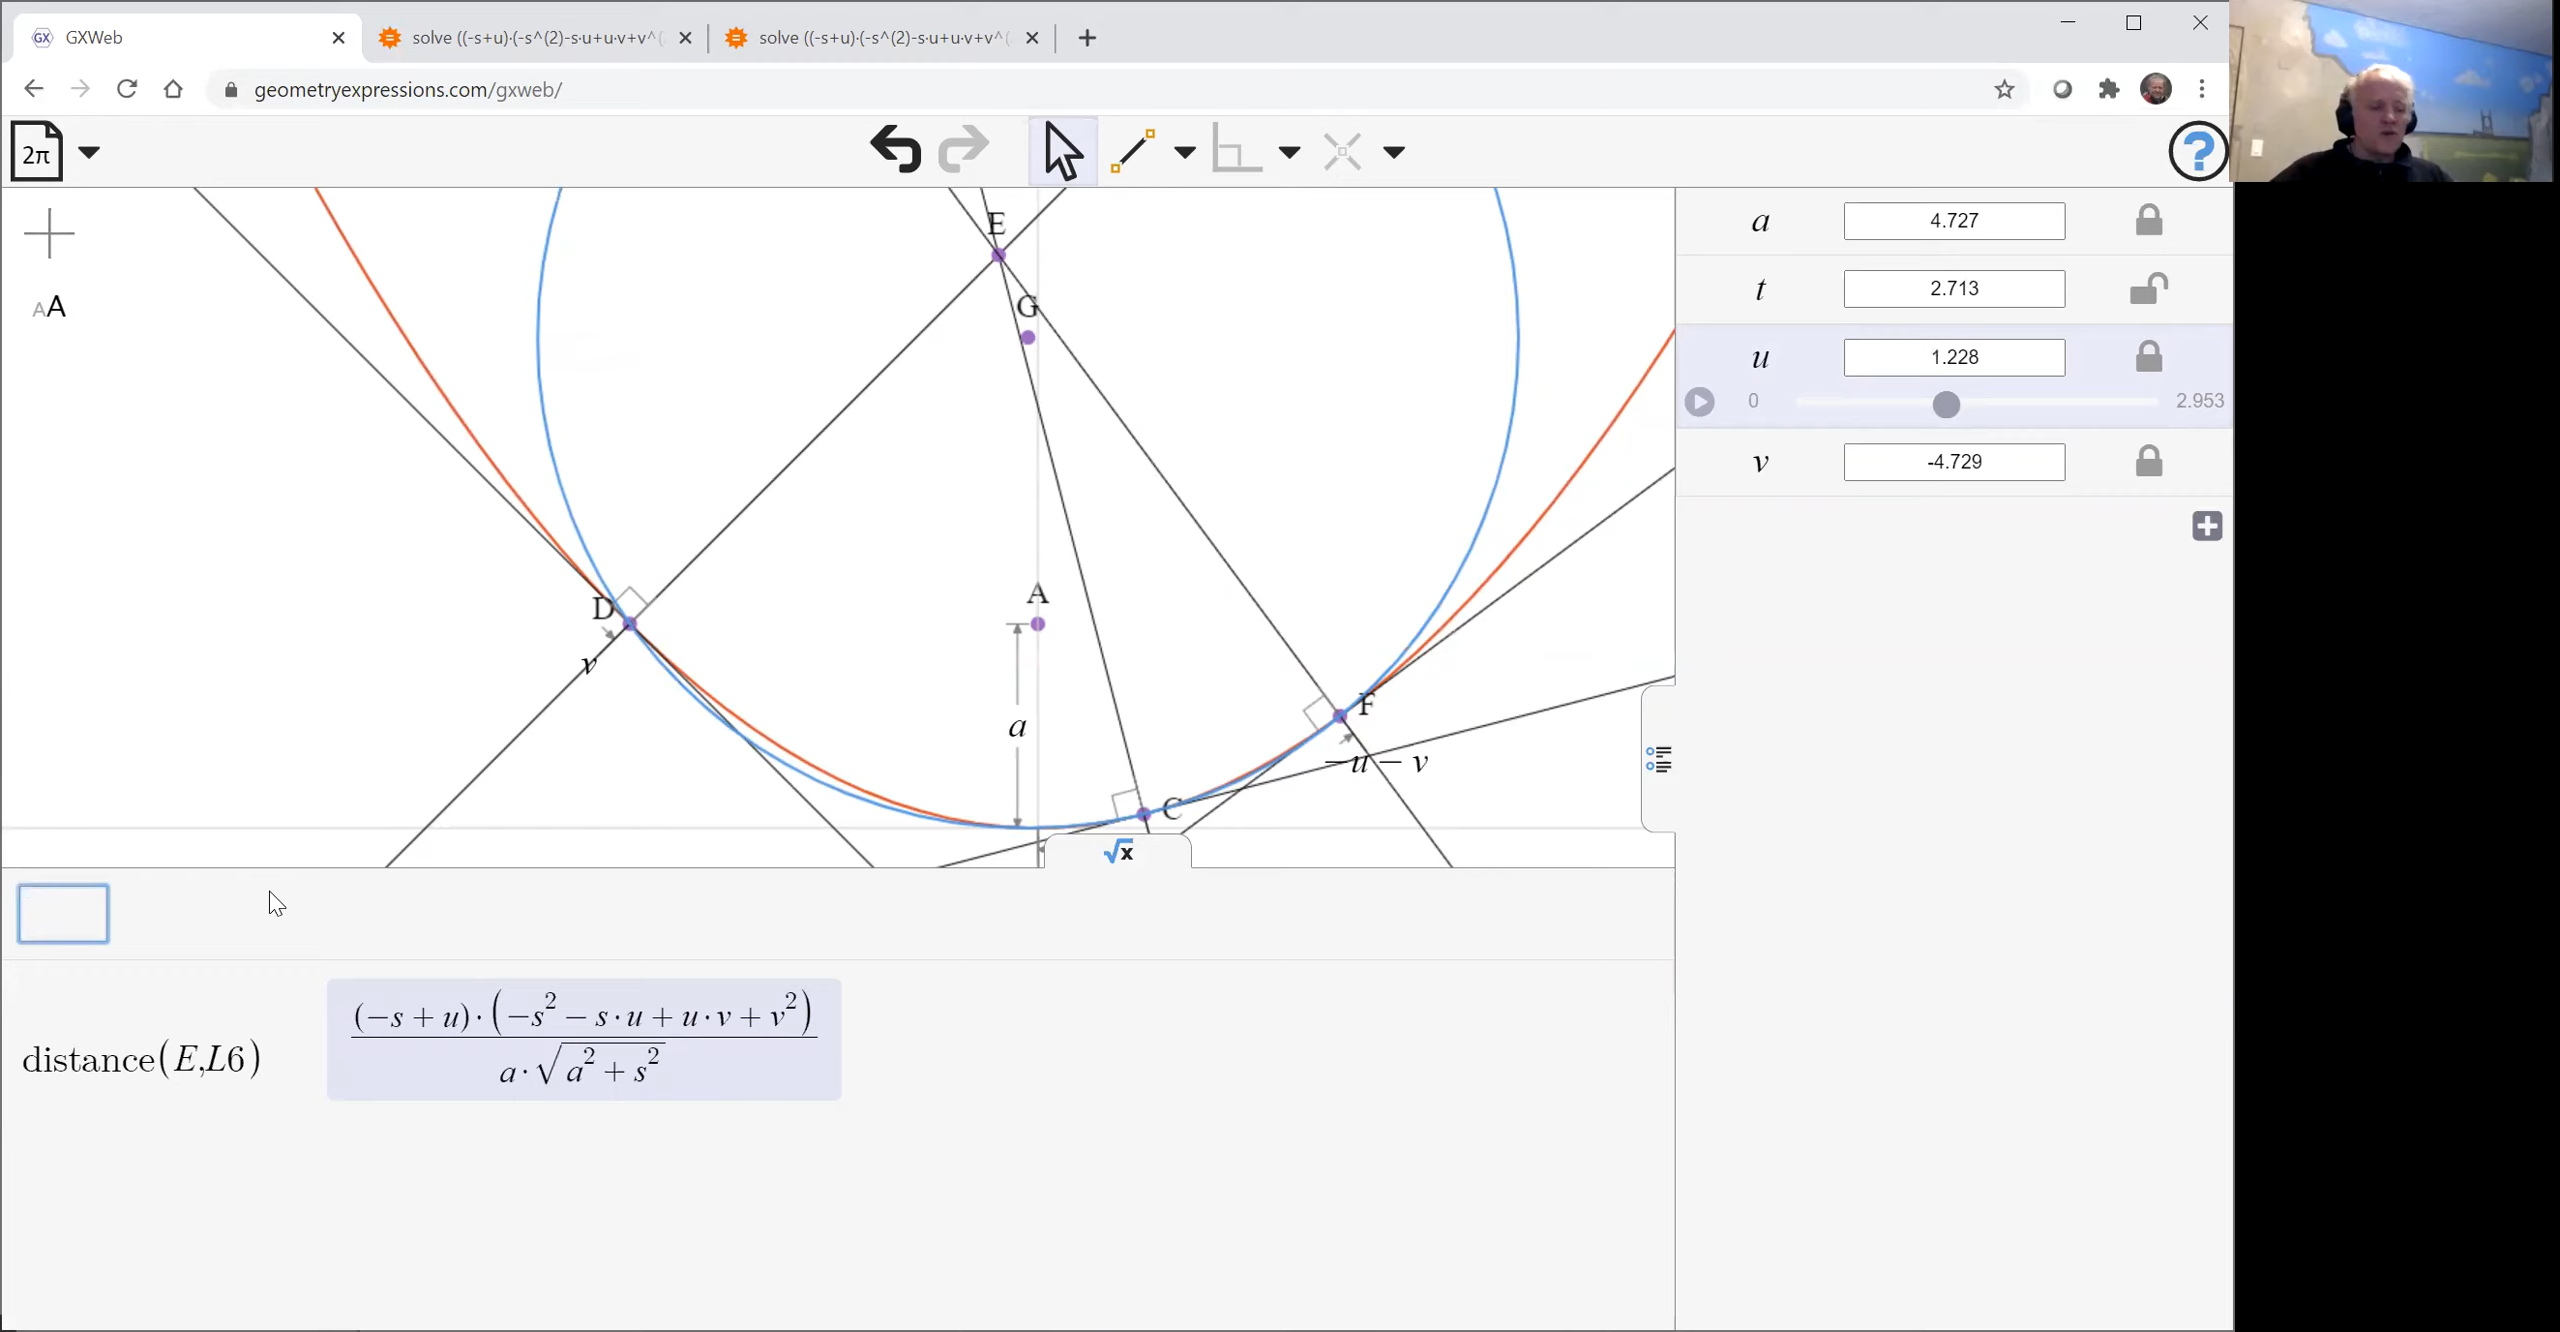 GXWeb
solve ((-s+u)·(-s^(2)-s·u+u·v+v^(
solve ((-s+u)·(-s^(2)-s·u+u·v+v^(
geometryexpressions.com/gxweb/
2π
?
AA
E
G
A
D
v
a
F
-u - v
C
√x
a 4.727
t 2.713
u 1.228
0 2.953
v -4.729
distance(E,L6) (-s+u)·(-s²-s·u+u·v+v²)
a·√a²+s²